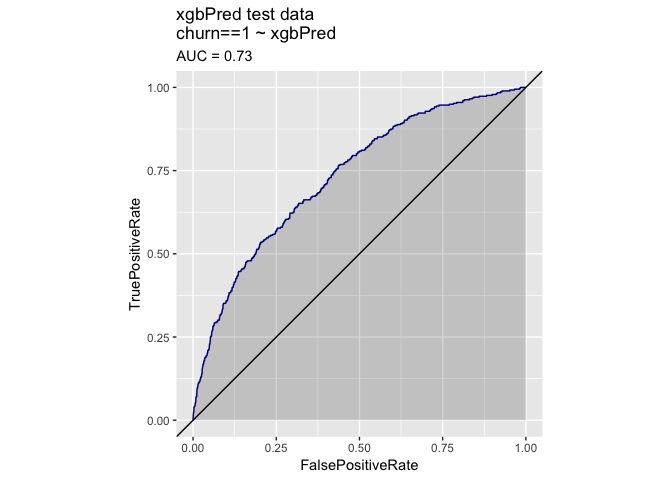 xgbPred test data
churn==1 ~ xgbPred
AUC = 0.73
1.00
0.75
0.50
0.25
0.00
TruePositiveRate
0.00 0.25 0.50 0.75 1.00
FalsePositiveRate